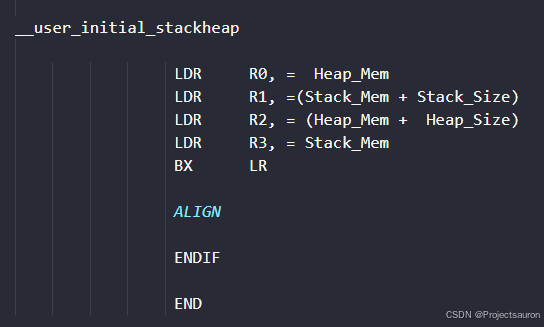 __user_initial_stackheap
LDR R0, = Heap_Mem
LDR R1, =(Stack_Mem + Stack_Size)
LDR R2, = (Heap_Mem + Heap_Size)
LDR R3, = Stack_Mem
BX LR
ALIGN
ENDIF
END
CSDN @Projectsauron